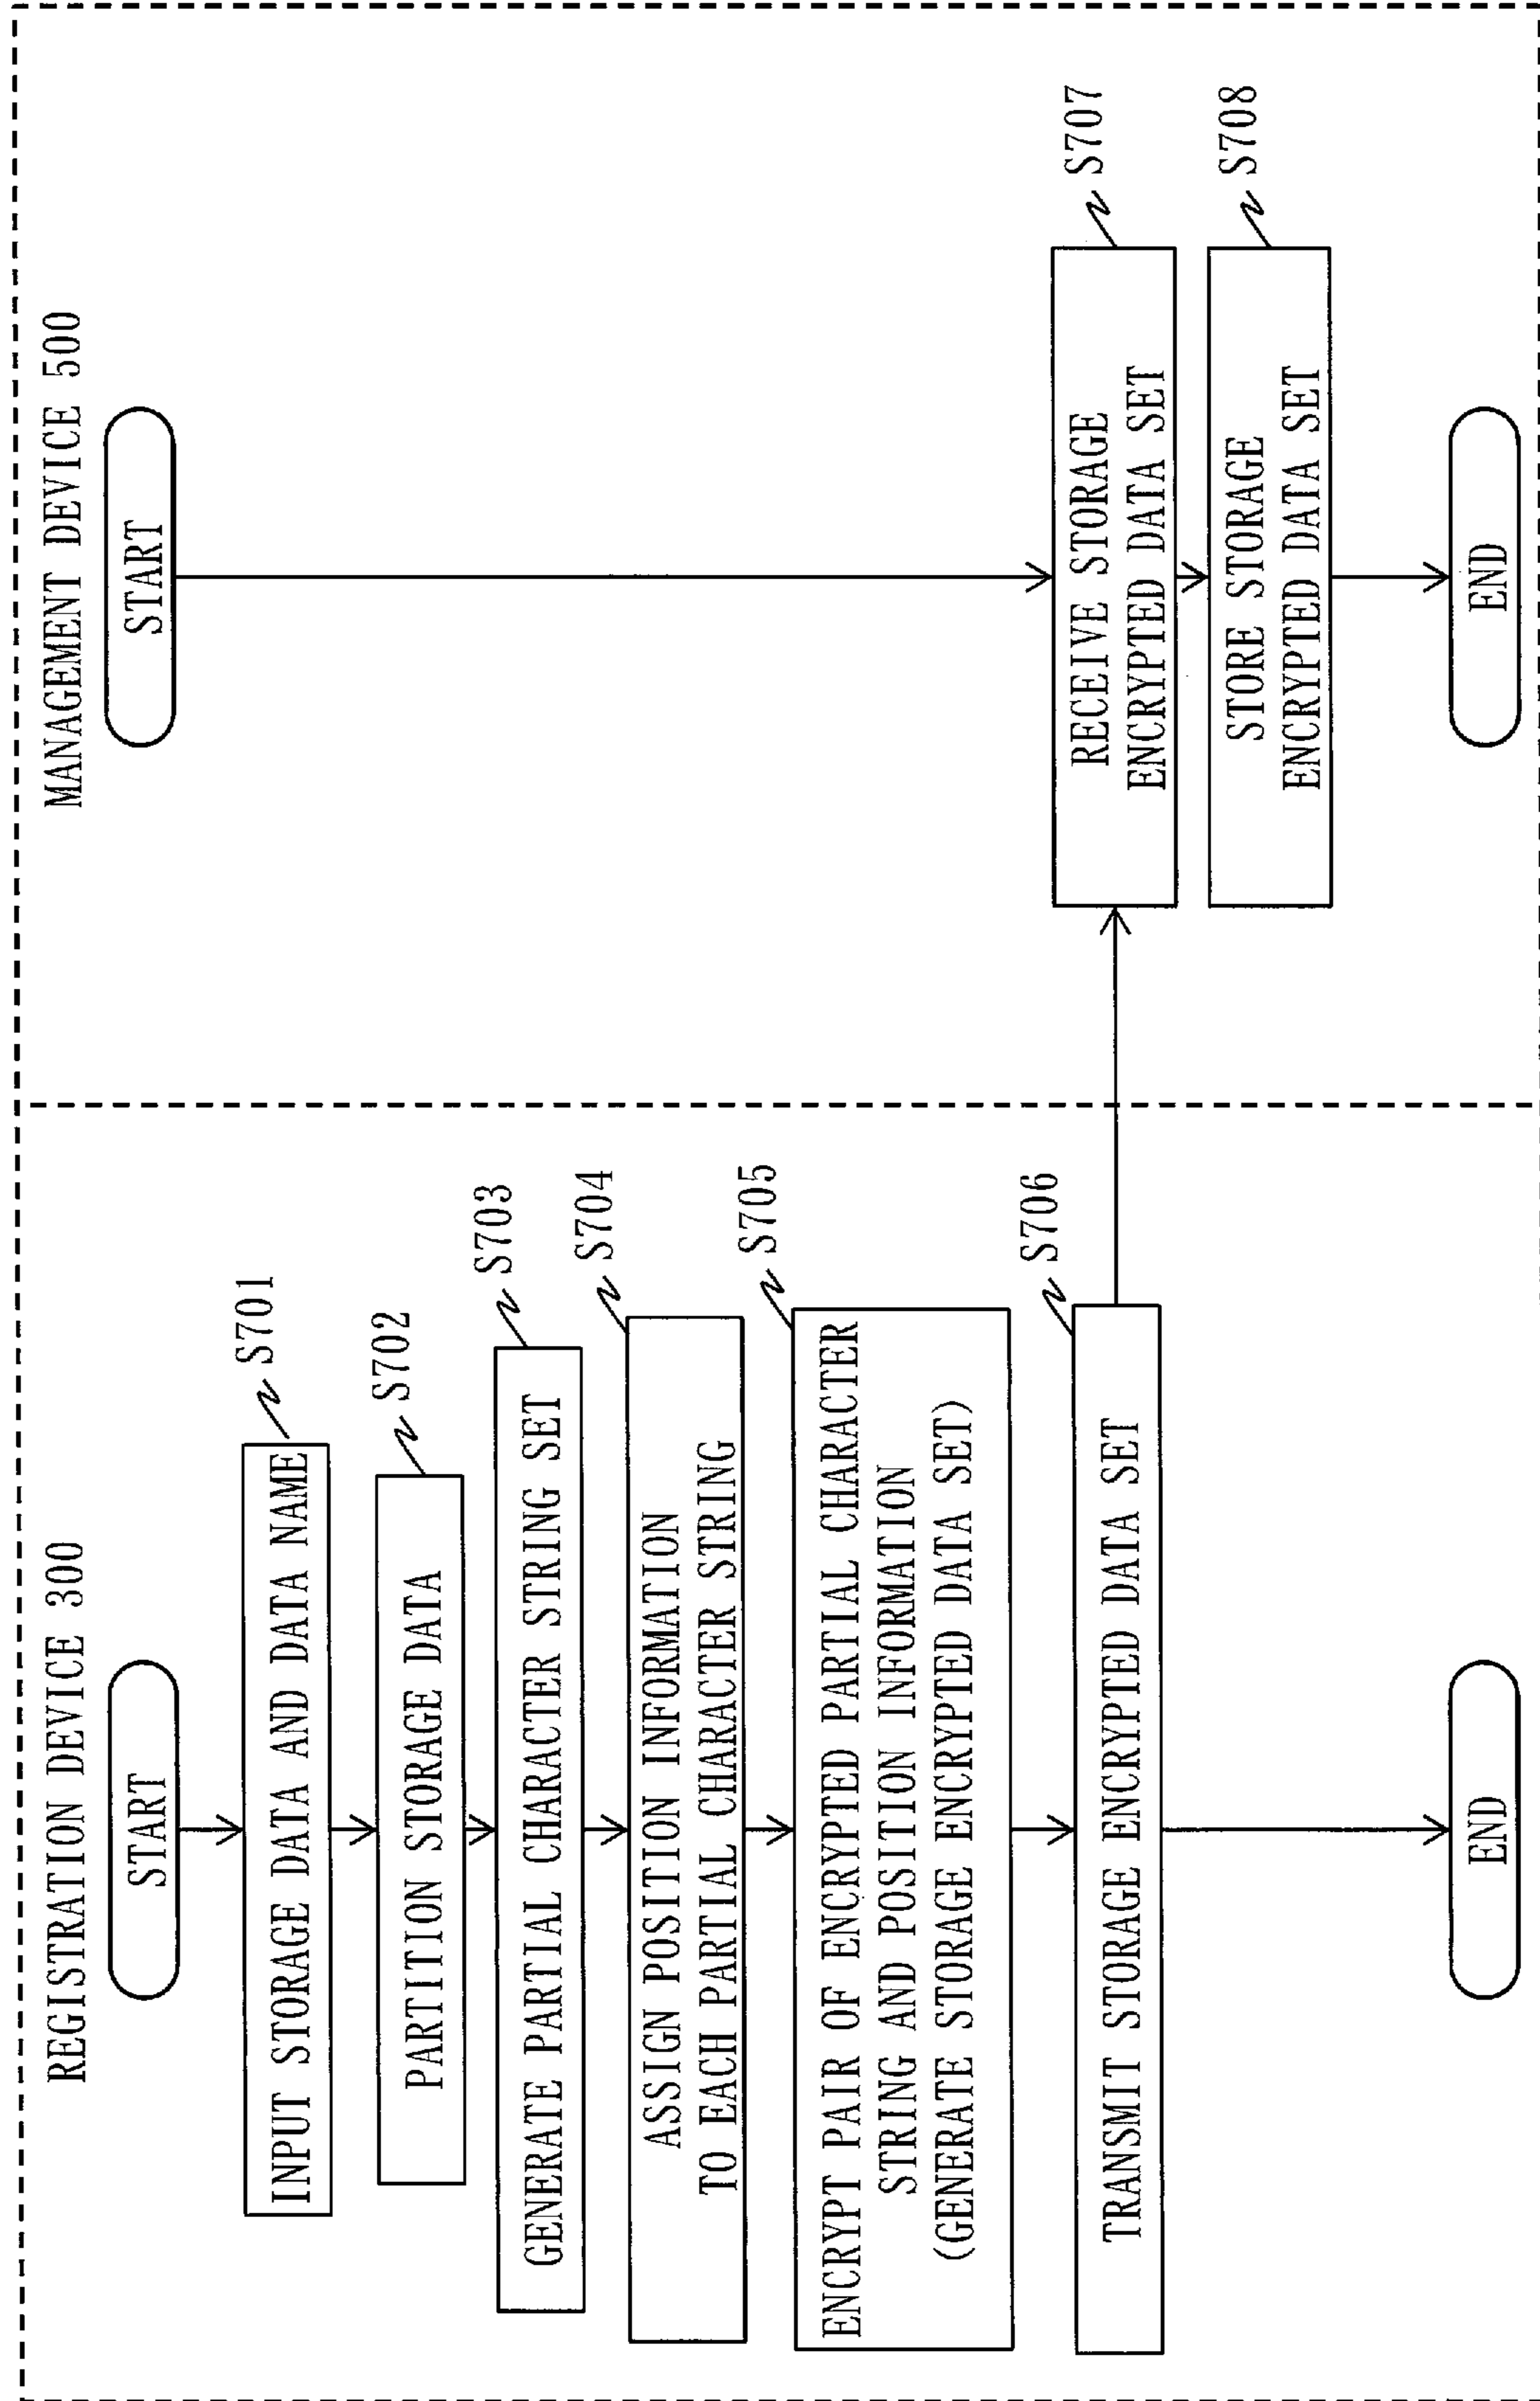 REGISTRATION DEVICE 300
START
INPUT STORAGE DATA AND DATA NAME
S701
PARTITION STORAGE DATA
S702
GENERATE PARTIAL CHARACTER STRING SET
S703
ASSIGN POSITION INFORMATION
TO EACH PARTIAL CHARACTER STRING
S704
ENCRYPT PAIR OF ENCRYPTED PARTIAL CHARACTER
STRING AND POSITION INFORMATION
(GENERATE STORAGE ENCRYPTED DATA SET)
S705
TRANSMIT STORAGE ENCRYPTED DATA SET
S706
END
MANAGEMENT DEVICE 500
START
RECEIVE STORAGE
ENCRYPTED DATA SET
S707
STORE STORAGE
ENCRYPTED DATA SET
S708
END